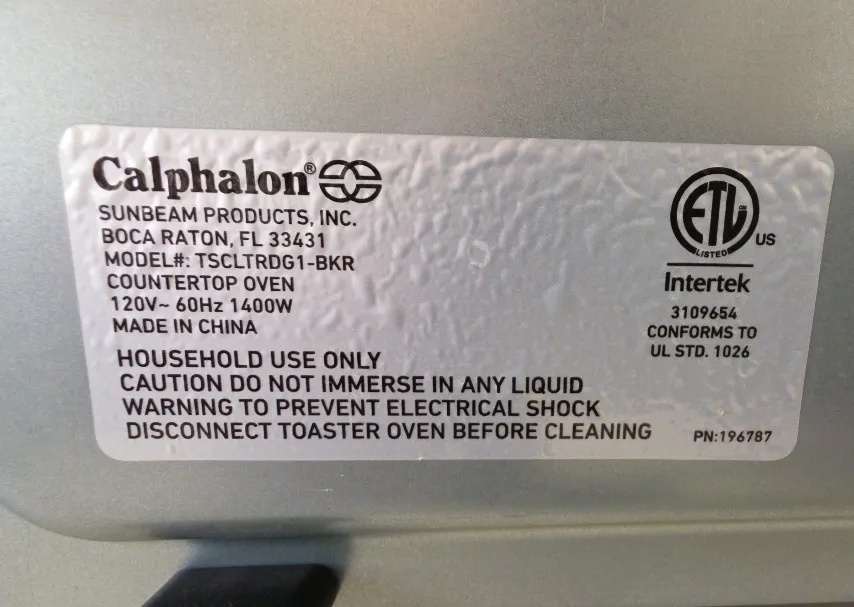 Calphalon®
SUNBEAM PRODUCTS, INC.
BOCA RATON, FL 33431
MODEL#: TSCLTRDG1-BKR
COUNTERTOP OVEN
120V~ 60Hz 1400W
MADE IN CHINA
HOUSEHOLD USE ONLY
CAUTION DO NOT IMMERSE IN ANY LIQUID
WARNING TO PREVENT ELECTRICAL SHOCK
DISCONNECT TOASTER OVEN BEFORE CLEANING
ETL
LISTED
US
Intertek
3109654
CONFORMS TO
UL STD. 1026
PN:196787